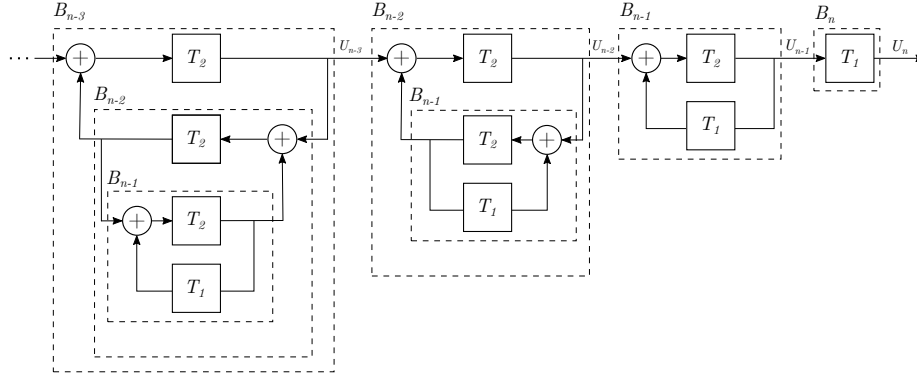 B_{n-3} B_{n-2} B_{n-1} B_n
... + T_2 U_{n-3} + T_2 U_{n-2} + T_2 U_{n-1} T_1 U_n
B_{n-2} B_{n-1}
T_2 + T_2 + T_1
B_{n-1}
+ T_2 T_1
T_1